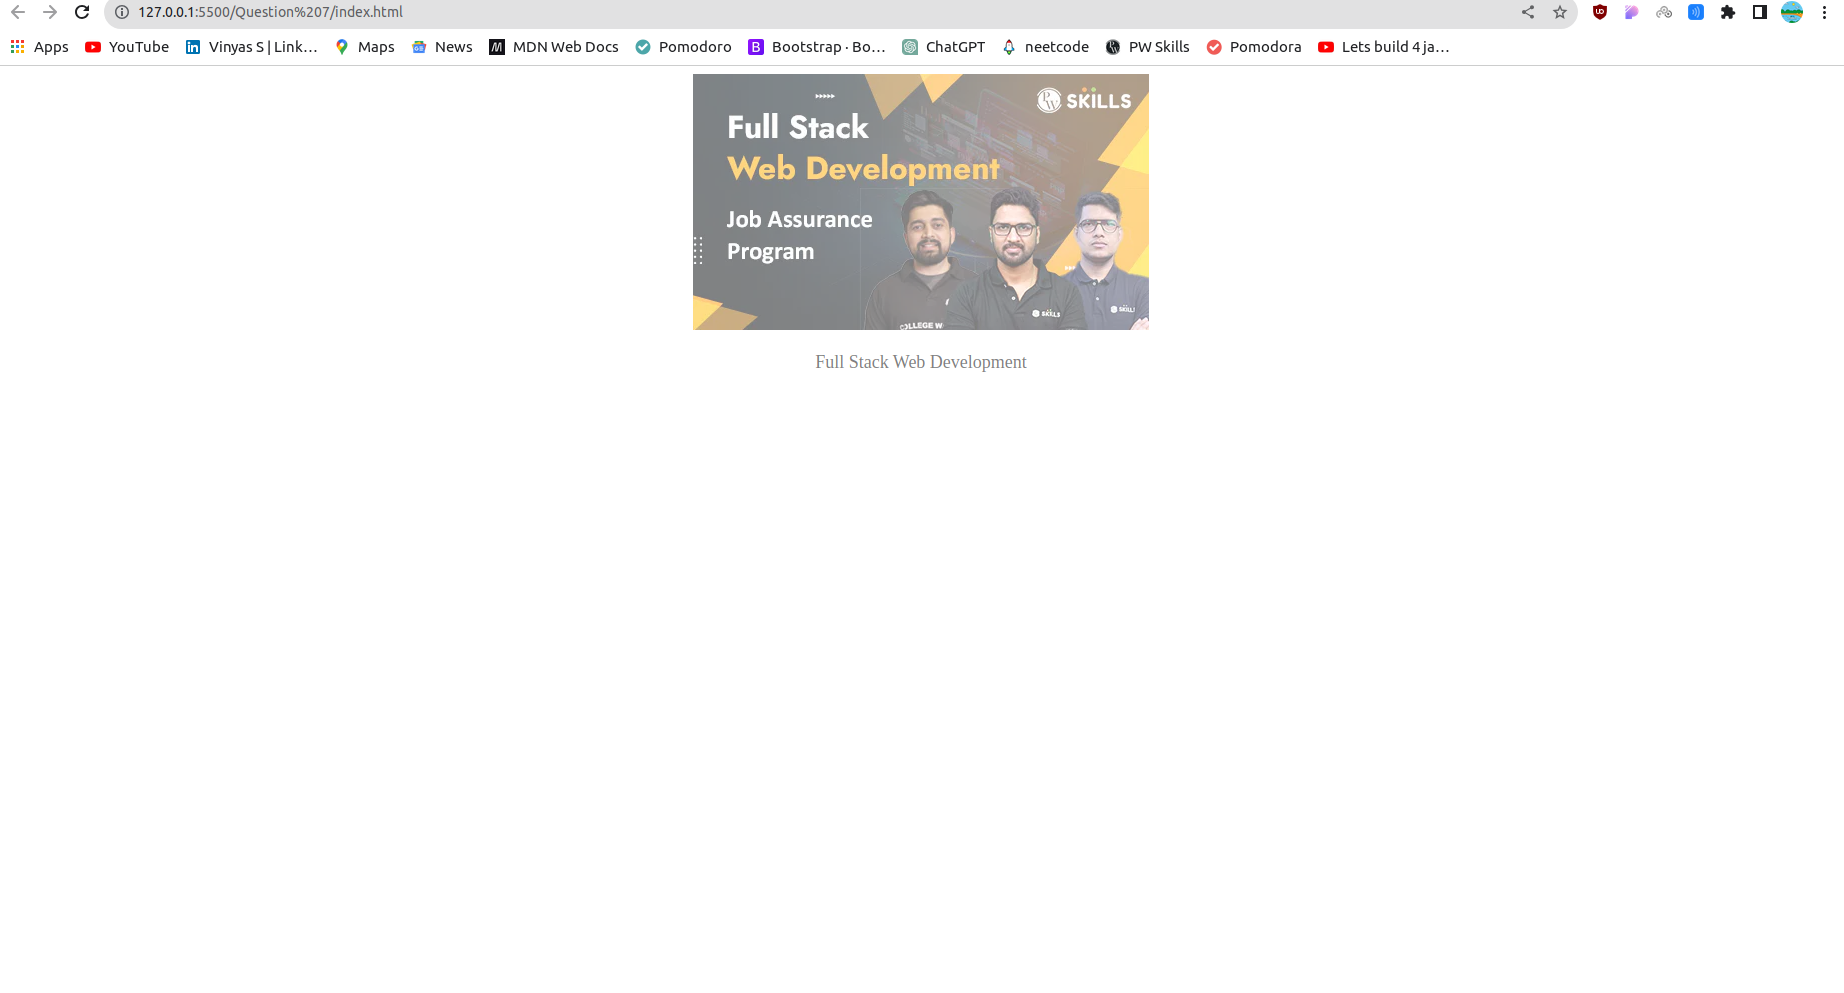 127.0.0.1:5500/Question%207/index.html
Apps YouTube Vinyas S | Link... Maps News MDN Web Docs Pomodoro Bootstrap · Bo... ChatGPT neetcode PW Skills Pomodora Lets build 4 ja...
PW SKILLS
Full Stack
Web Development
Job Assurance
Program
COLLEGE W
SKILLS
SKILL
Full Stack Web Development